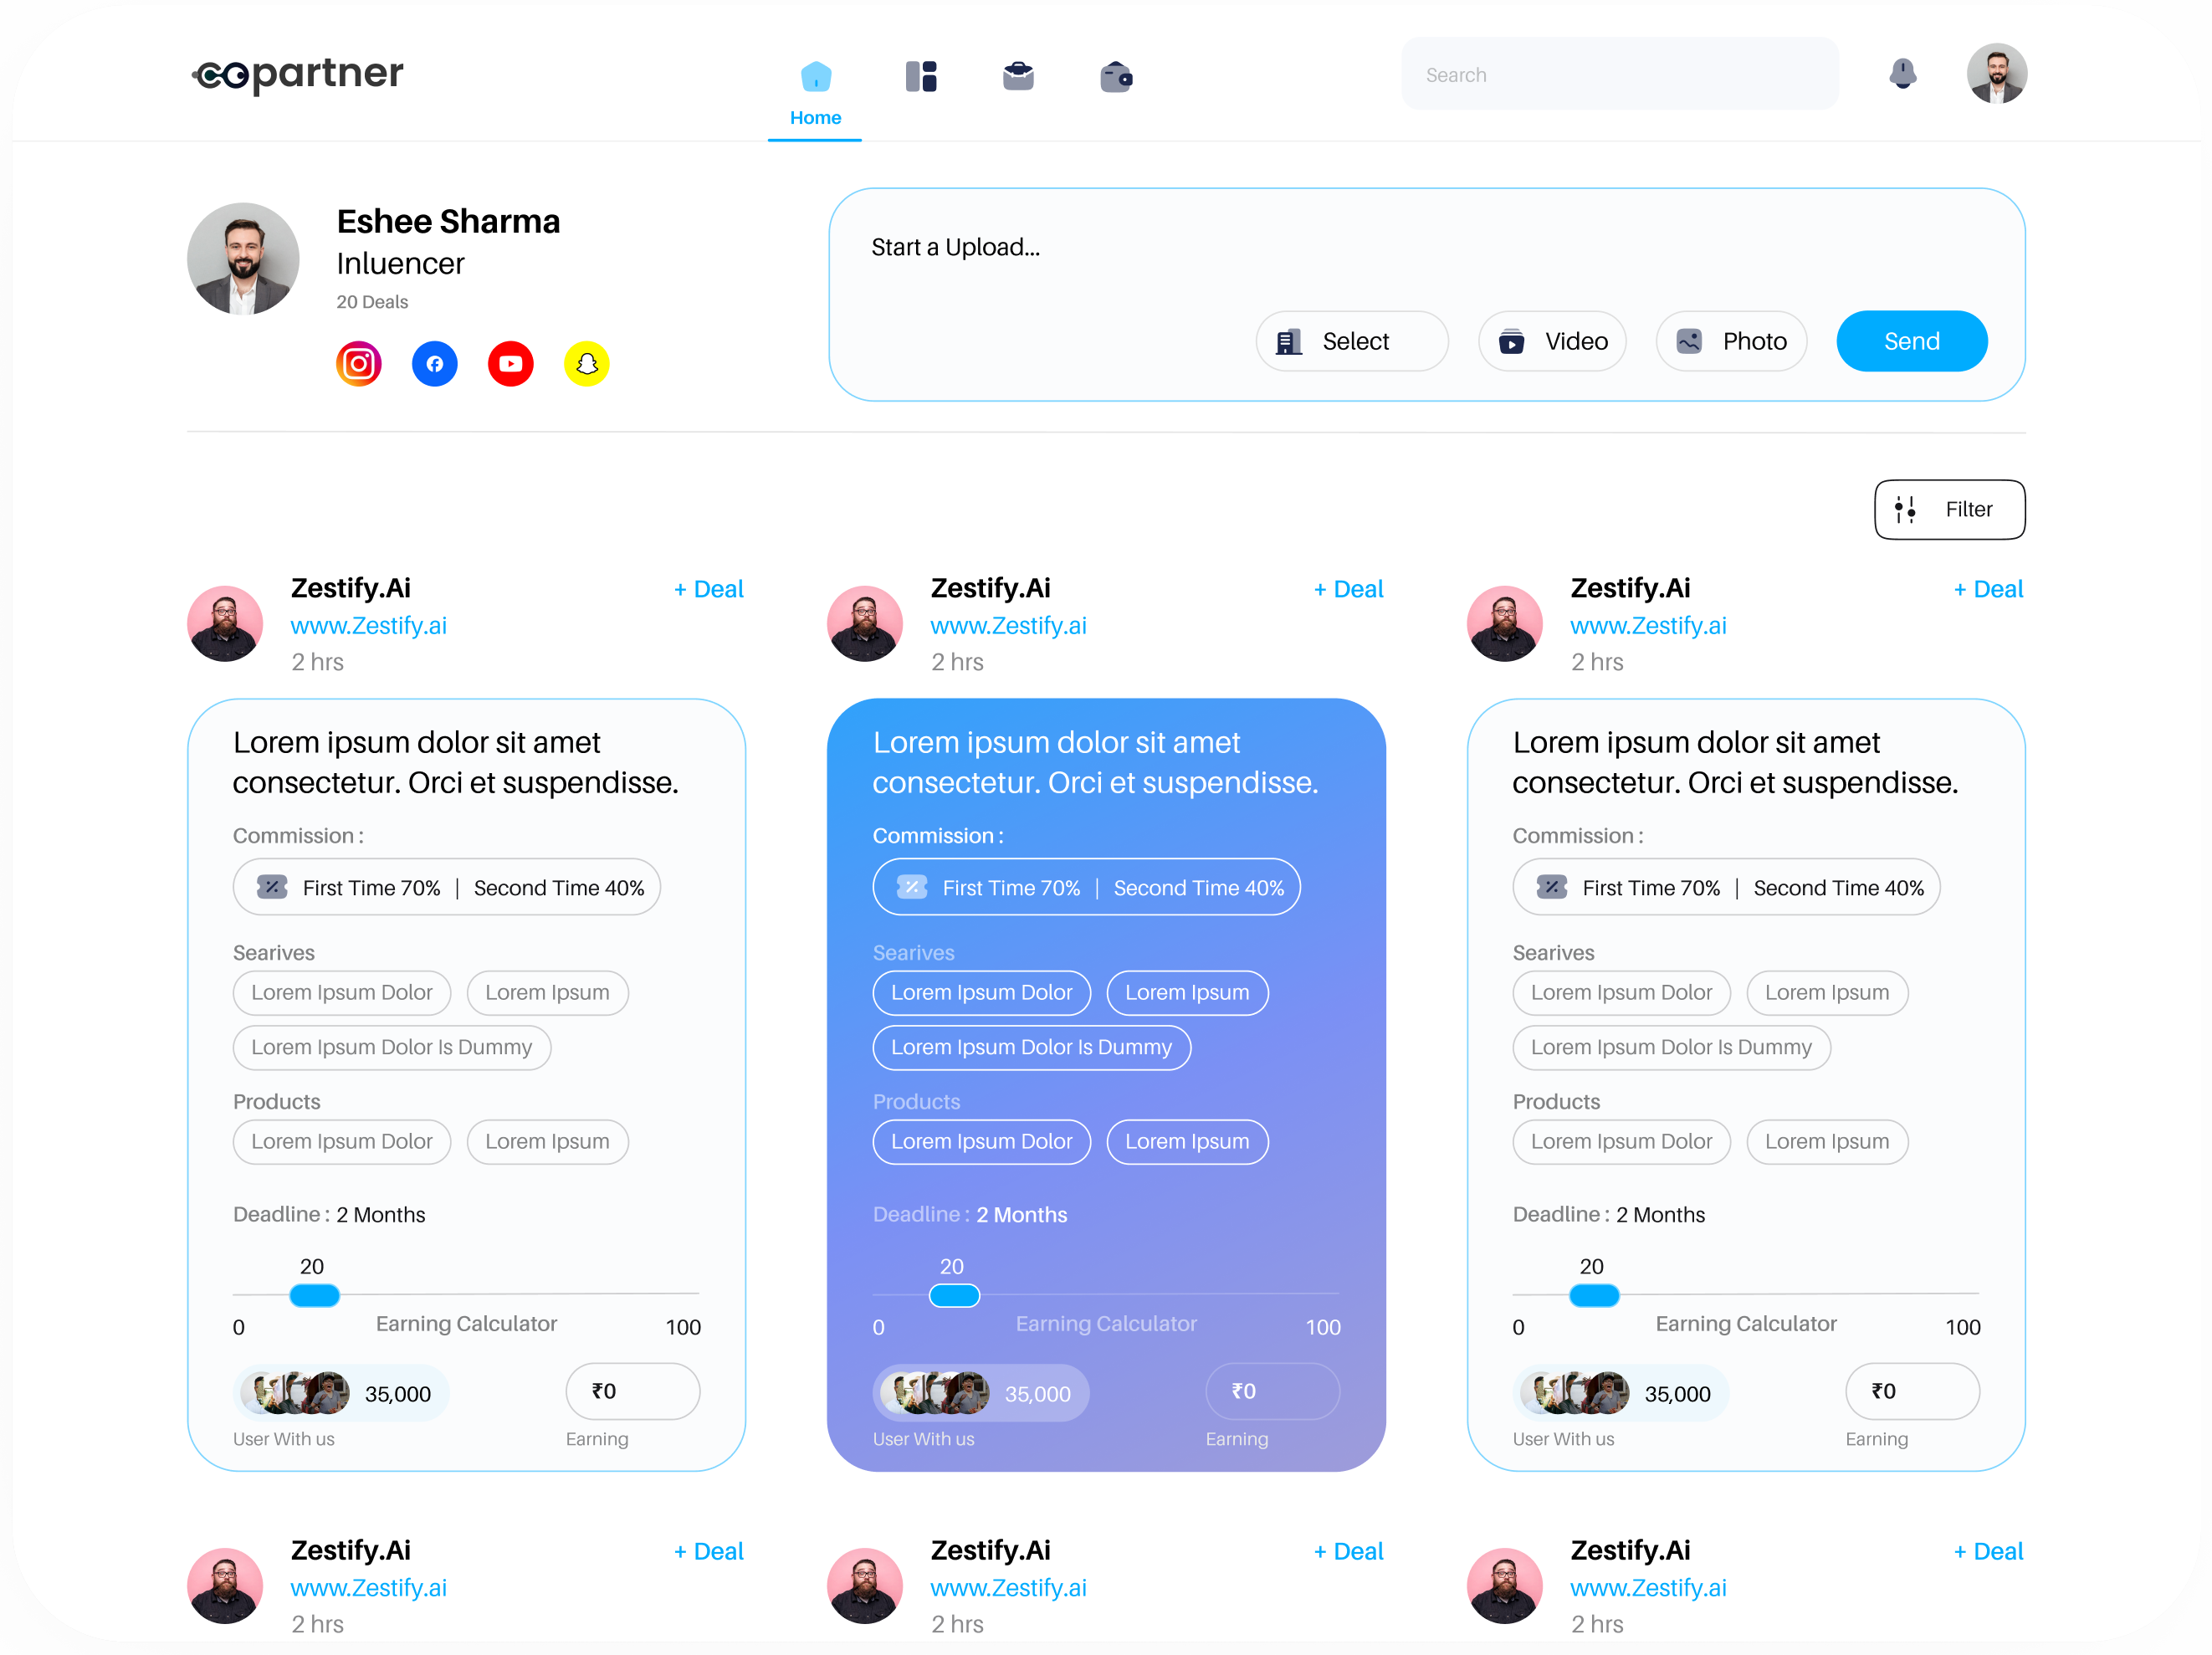 copartner
Search
Home
Eshee Sharma
Inluencer
20 Deals
Start a Upload...
Select
Video
Photo
Send
Filter
Zestify.Ai
+ Deal
www.Zestify.ai
2 hrs
Lorem ipsum dolor sit amet
consectetur. Orci et suspendisse.
Commission :
First Time 70% | Second Time 40%
Searives
Lorem Ipsum Dolor
Lorem Ipsum
Lorem Ipsum Dolor Is Dummy
Products
Lorem Ipsum Dolor
Lorem Ipsum
Deadline : 2 Months
20
0
Earning Calculator
100
35,000
₹0
User With us
Earning
Zestify.Ai
+ Deal
www.Zestify.ai
2 hrs
Lorem ipsum dolor sit amet
consectetur. Orci et suspendisse.
Commission :
First Time 70% | Second Time 40%
Searives
Lorem Ipsum Dolor
Lorem Ipsum
Lorem Ipsum Dolor Is Dummy
Products
Lorem Ipsum Dolor
Lorem Ipsum
Deadline : 2 Months
20
0
Earning Calculator
100
35,000
₹0
User With us
Earning
Zestify.Ai
+ Deal
www.Zestify.ai
2 hrs
Lorem ipsum dolor sit amet
consectetur. Orci et suspendisse.
Commission :
First Time 70% | Second Time 40%
Searives
Lorem Ipsum Dolor
Lorem Ipsum
Lorem Ipsum Dolor Is Dummy
Products
Lorem Ipsum Dolor
Lorem Ipsum
Deadline : 2 Months
20
0
Earning Calculator
100
35,000
₹0
User With us
Earning
Zestify.Ai
+ Deal
www.Zestify.ai
2 hrs
Zestify.Ai
+ Deal
www.Zestify.ai
2 hrs
Zestify.Ai
+ Deal
www.Zestify.ai
2 hrs